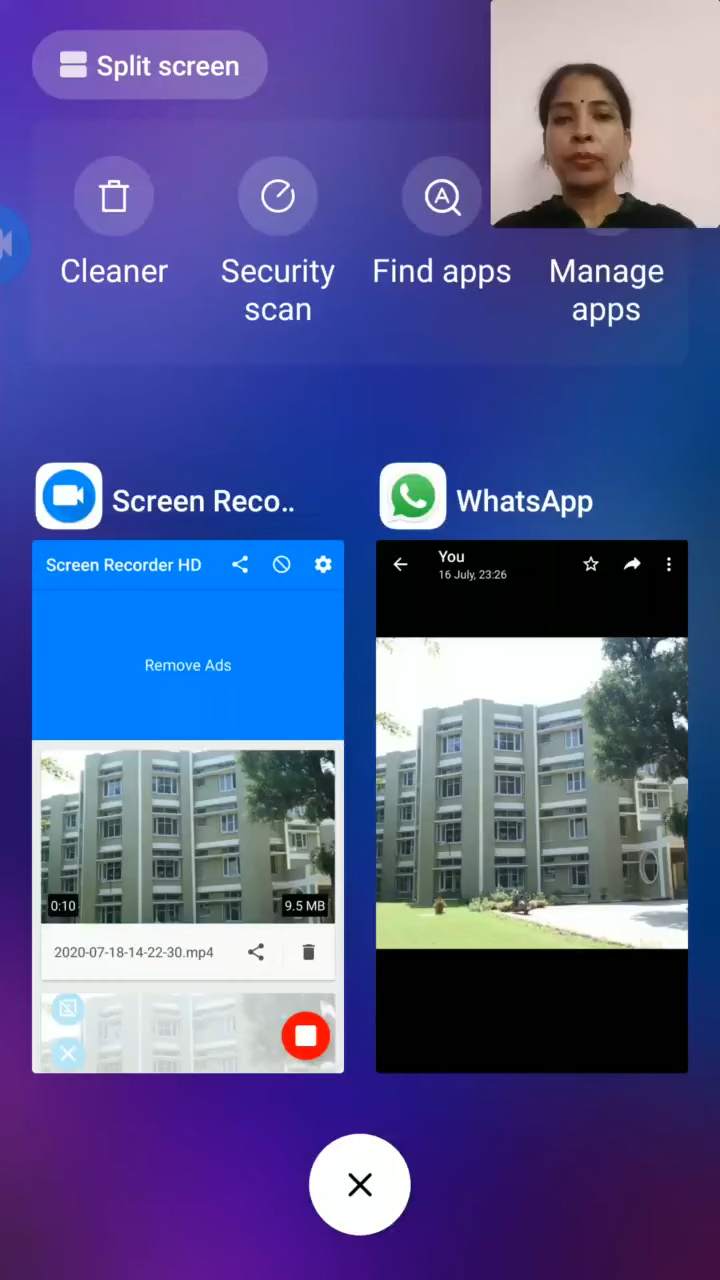 Split screen
Cleaner
Security
scan
Find apps
Manage
apps
Screen Reco..
WhatsApp
Screen Recorder HD
Remove Ads
0:10
9.5 MB
2020-07-18-14-22-30.mp4
You
16 July, 23:26